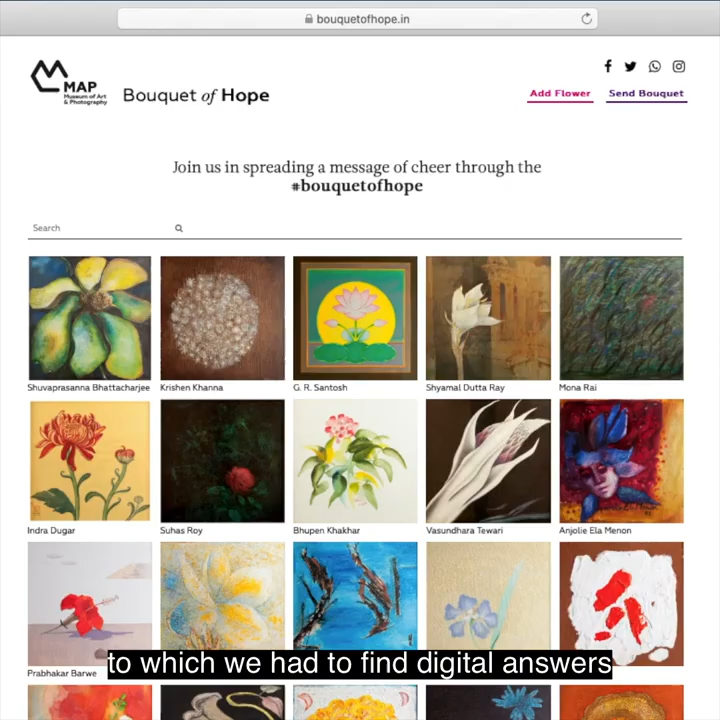 bouquetofhope.in
MAP
Museum of Art
& Photography
Bouquet of Hope
Add Flower
Send Bouquet
Join us in spreading a message of cheer through the
#bouquetofhope
Search
Shuvaprasanna Bhattacharjee
Krishen Khanna
G. R. Santosh
Shyamal Dutta Ray
Mona Rai
Indra Dugar
Suhas Roy
Bhupen Khakhar
Vasundhara Tewari
Anjolie Ela Menon
Prabhakar Barwe
to which we had to find digital answers